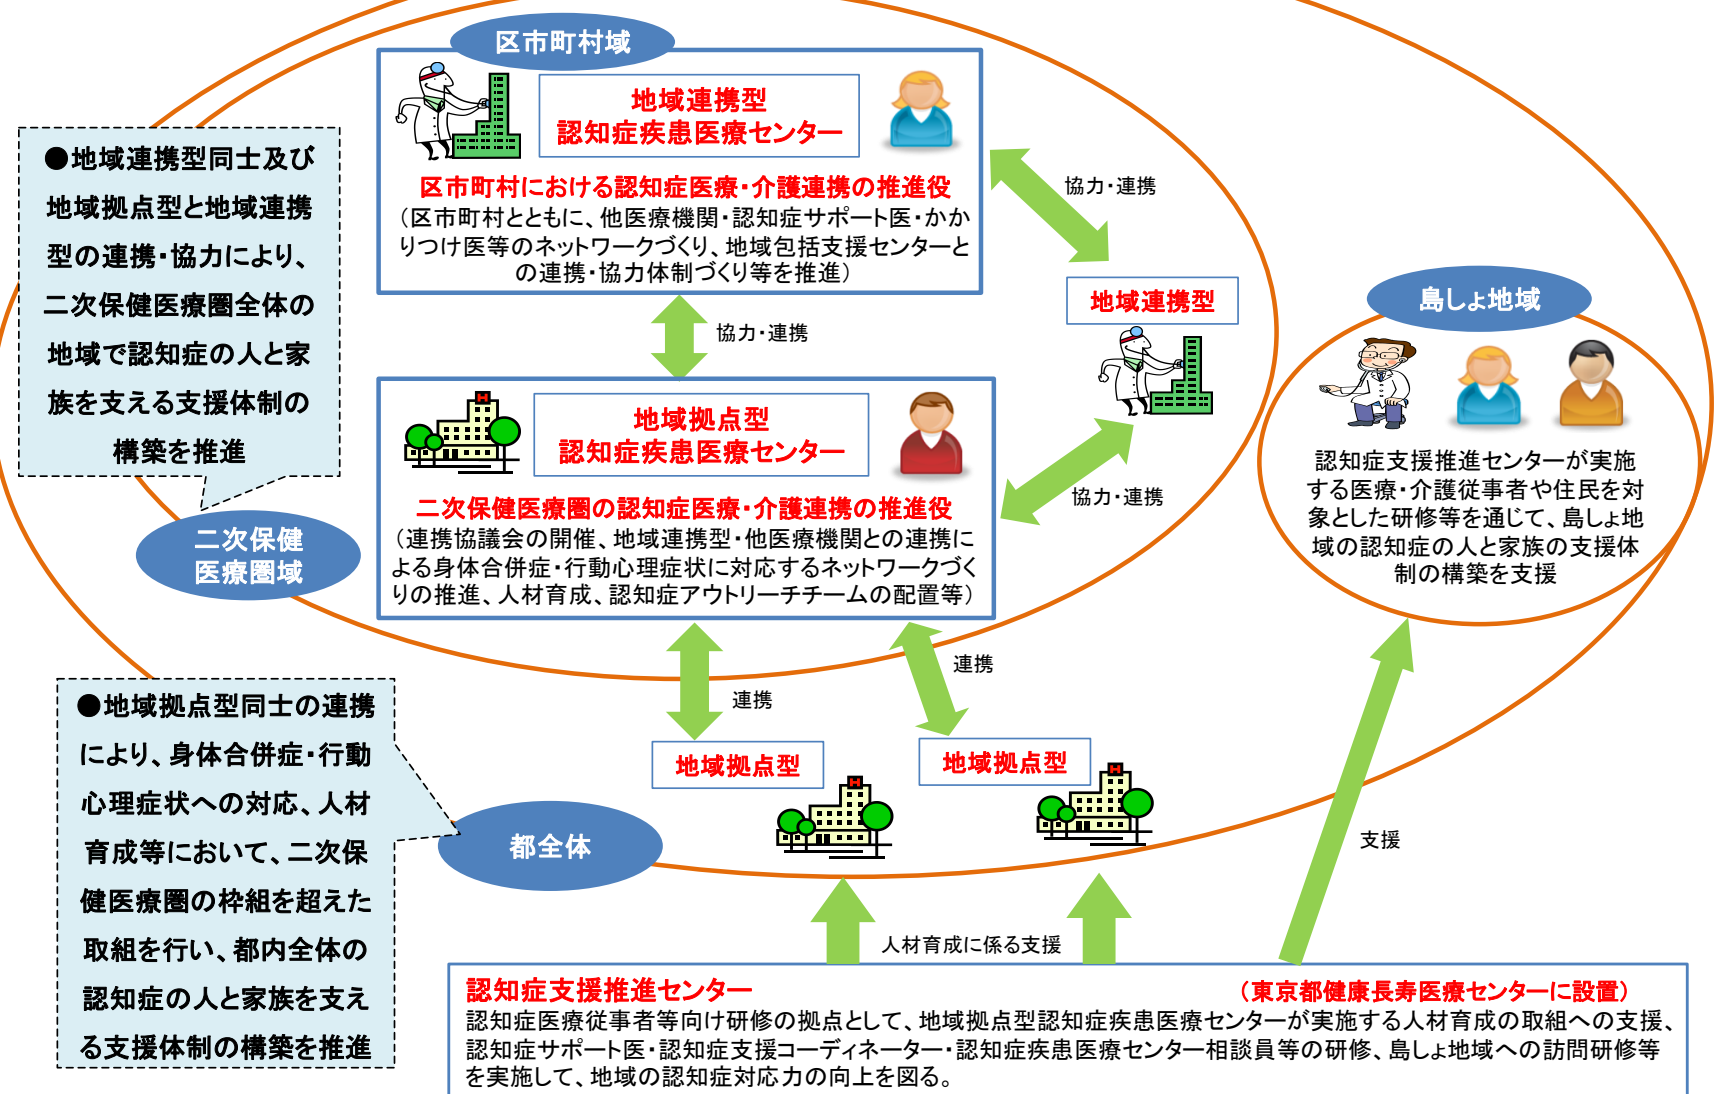 区市町村域
地域連携型
認知症疾患医療センター
区市町村における認知症医療・介護連携の推進役
（区市町村とともに、他医療機関・認知症サポート医・かか
りつけ医等のネットワークづくり、地域包括支援センターと
の連携・協力体制づくり等を推進）
●地域連携型同士及び
地域拠点型と地域連携
型の連携・協力により、
二次保健医療圏全体の
地域で認知症の人と家
族を支える支援体制の
構築を推進
協力・連携
地域連携型
協力・連携
島しょ地域
認知症支援推進センターが実施
する医療・介護従事者や住民を対
象とした研修等を通じて、島しょ地
域の認知症の人と家族の支援体
制の構築を支援
地域拠点型
認知症疾患医療センター
二次保健医療圏の認知症医療・介護連携の推進役
（連携協議会の開催、地域連携型・他医療機関との連携に
よる身体合併症・行動心理症状に対応するネットワークづく
りの推進、人材育成、認知症アウトリーチチームの配置等）
協力・連携
二次保健
医療圏域
連携
連携
●地域拠点型同士の連携
により、身体合併症・行動
心理症状への対応、人材
育成等において、二次保
健医療圏の枠組を超えた
取組を行い、都内全体の
認知症の人と家族を支え
る支援体制の構築を推進
地域拠点型
地域拠点型
都全体
支援
人材育成に係る支援
認知症支援推進センター （東京都健康長寿医療センターに設置）
認知症医療従事者等向け研修の拠点として、地域拠点型認知症疾患医療センターが実施する人材育成の取組への支援、
認知症サポート医・認知症支援コーディネーター・認知症疾患医療センター相談員等の研修、島しょ地域への訪問研修等
を実施して、地域の認知症対応力の向上を図る。